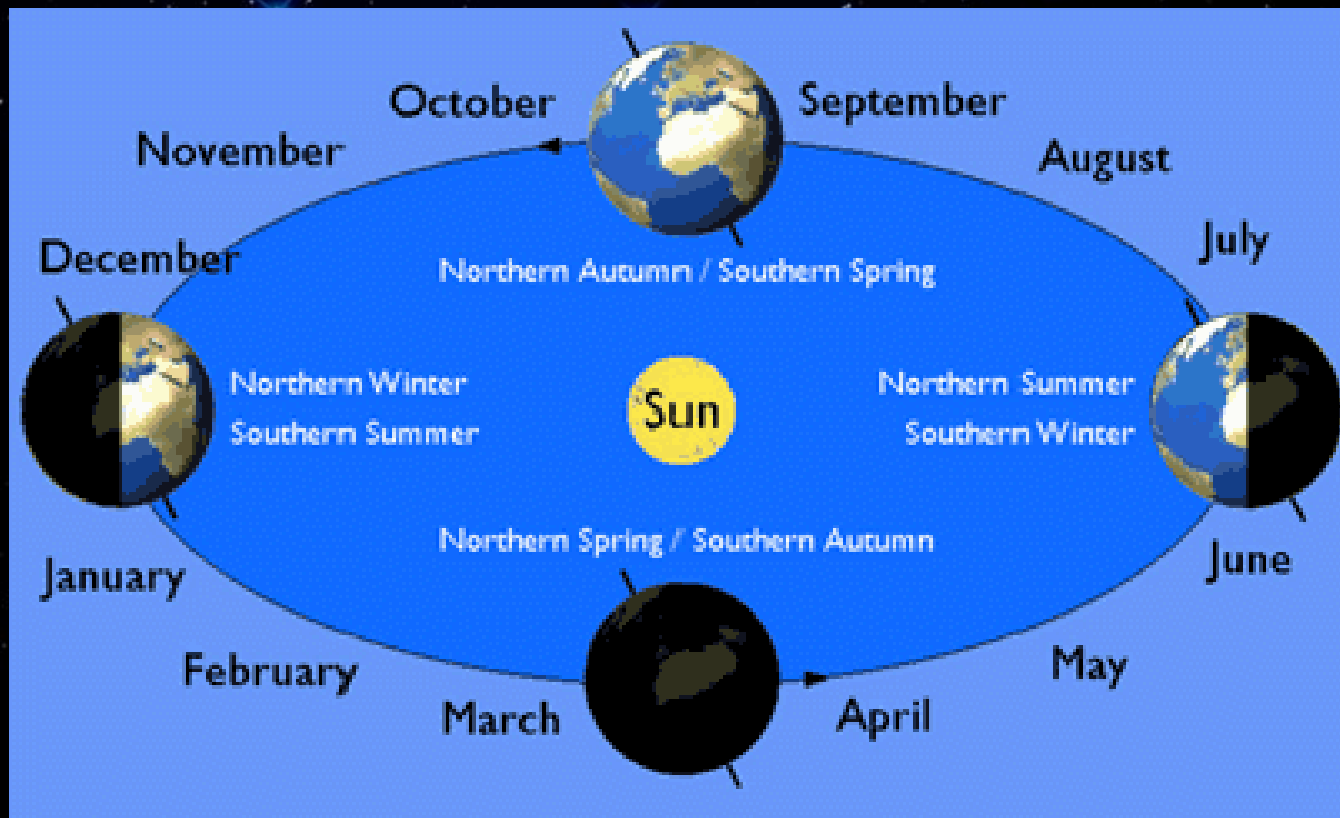 October
September
November
August
July
December
Northern Autumn / Southern Spring
Northern Winter
Southern Summer
Sun
Northern Summer
Southern Winter
Northern Spring / Southern Autumn
January
June
February
May
March
April